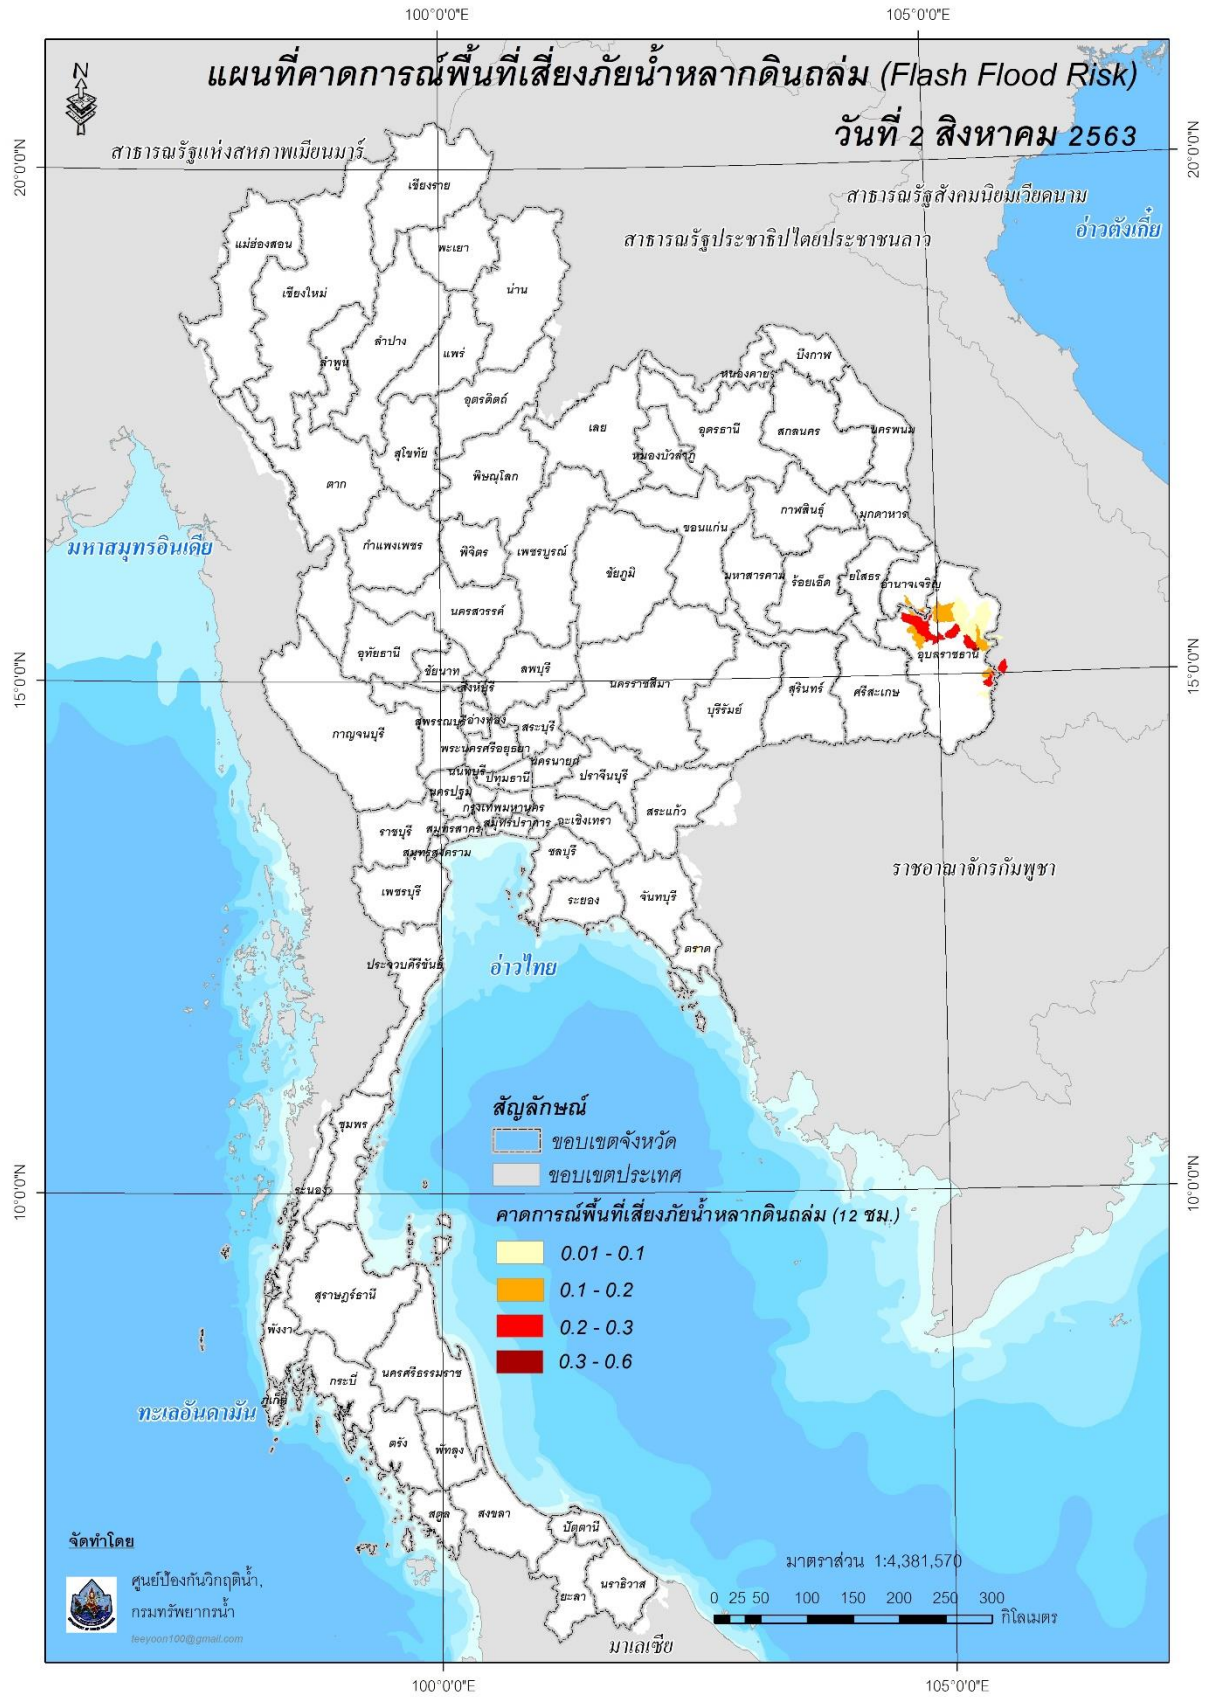 100°0'0"E
105°0'0"E
แผนที่คาดการณ์พื้นที่เสี่ยงภัยน้ำหลากดินถล่ม (Flash Flood Risk)
วันที่ 2 สิงหาคม 2563
N
20°0'0"N
20°0'0"N
สาธารณรัฐแห่งสหภาพเมียนมาร์
สาธารณรัฐสังคมนิยมเวียดนาม
สาธารณรัฐประชาธิปไตยประชาชนลาว
อ่าวตังเกี๋ย
เชียงราย
แม่ฮ่องสอน
พะเยา
เชียงใหม่
น่าน
ลำปาง
แพร่
ลำพูน
อุตรดิตถ์
บึงกาฬ
หนองคาย
เลย
อุดรธานี
สกลนคร
นครพนม
หนองบัวลำภู
สุโขทัย
พิษณุโลก
ตาก
กาฬสินธุ์
มุกดาหาร
ขอนแก่น
มหาสมุทรอินเดีย
กำแพงเพชร
พิจิตร
เพชรบูรณ์
ชัยภูมิ
มหาสารคาม
ร้อยเอ็ด
ยโสธร
อำนาจเจริญ
นครสวรรค์
อุทัยธานี
ชัยนาท
ลพบุรี
สิงห์บุรี
นครราชสีมา
บุรีรัมย์
สุรินทร์
ศรีสะเกษ
อุบลราชธานี
15°0'0"N
15°0'0"N
กาญจนบุรี
สุพรรณบุรี
อ่างทอง
สระบุรี
พระนครศรีอยุธยา
นครนายก
ปราจีนบุรี
นนทบุรี
ปทุมธานี
นครปฐม
กรุงเทพมหานคร
สระแก้ว
ราชบุรี
สมุทรสาคร
สมุทรปราการ
ฉะเชิงเทรา
สมุทรสงคราม
ชลบุรี
เพชรบุรี
ระยอง
จันทบุรี
ราชอาณาจักรกัมพูชา
ตราด
ประจวบคีรีขันธ์
อ่าวไทย
สัญลักษณ์
ขอบเขตจังหวัด
ขอบเขตประเทศ
คาดการณ์พื้นที่เสี่ยงภัยน้ำหลากดินถล่ม (12 ชม.)
0.01 - 0.1
0.1 - 0.2
0.2 - 0.3
0.3 - 0.6
ชุมพร
ระนอง
10°0'0"N
10°0'0"N
สุราษฎร์ธานี
พังงา
กระบี่
นครศรีธรรมราช
ภูเก็ต
ทะเลอันดามัน
ตรัง
พัทลุง
สตูล
สงขลา
ปัตตานี
ยะลา
นราธิวาส
มาเลเซีย
จัดทำโดย
ศูนย์ป้องกันวิกฤติน้ำ,
กรมทรัพยากรน้ำ
teeyoon100@gmail.com
มาตราส่วน 1:4,381,570
0 25 50 100 150 200 250 300
กิโลเมตร
100°0'0"E
105°0'0"E